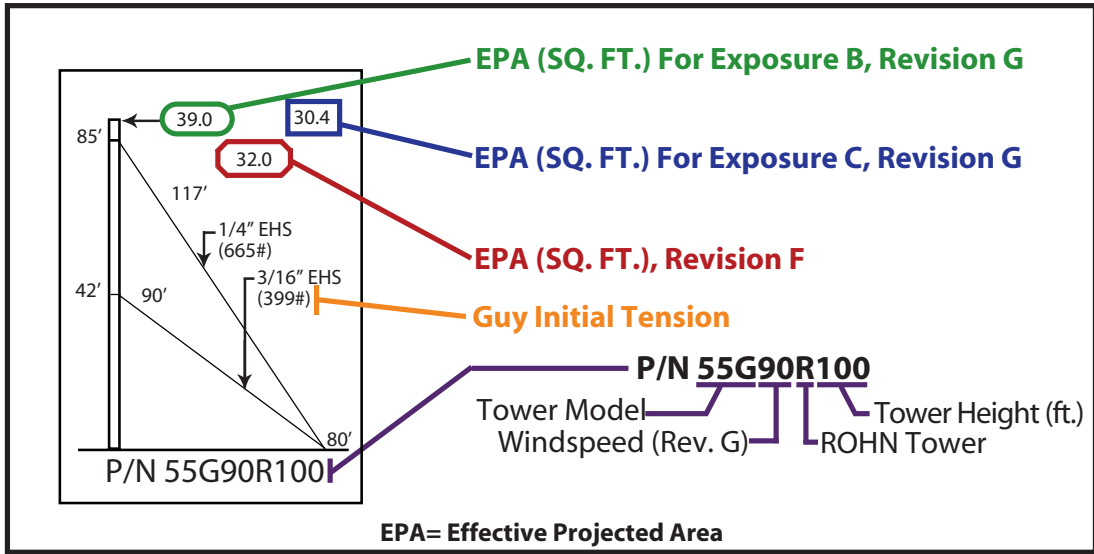 EPA (SQ. FT.) For Exposure B, Revision G
39.0
30.4
85′
EPA (SQ. FT.) For Exposure C, Revision G
32.0
117′
1/4” EHS
(665#)
EPA (SQ. FT.), Revision F
3/16” EHS
(399#)
42′
90′
Guy Initial Tension
P/N 55G90R100
Tower Model
Tower Height (ft.)
Windspeed (Rev. G)
ROHN Tower
80′
P/N 55G90R100
EPA= Effective Projected Area